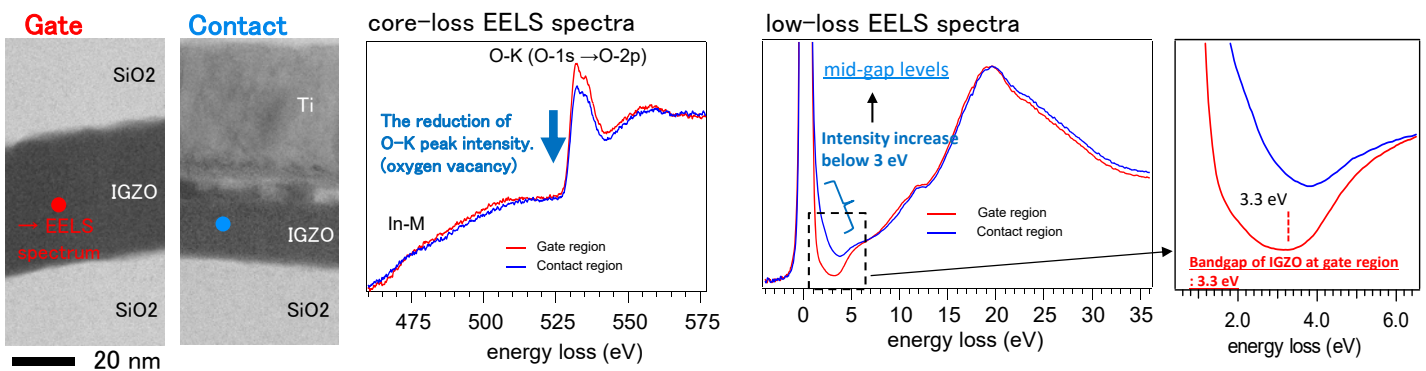 Gate
SiO2
IGZO
→ EELS
spectrum
SiO2
20 nm
Contact
Ti
IGZO
SiO2
core-loss EELS spectra
O-K (O-1s →O-2p)
The reduction of
O-K peak intensity.
(oxygen vacancy)
In-M
Gate region
Contact region
475 500 525 550 575
energy loss (eV)
low-loss EELS spectra
mid-gap levels
Intensity increase
below 3 eV
Gate region
Contact region
0 5 10 15 20 25 30 35
energy loss (eV)
3.3 eV
Bandgap of IGZO at gate region
: 3.3 eV
2.0 4.0 6.0
energy loss (eV)